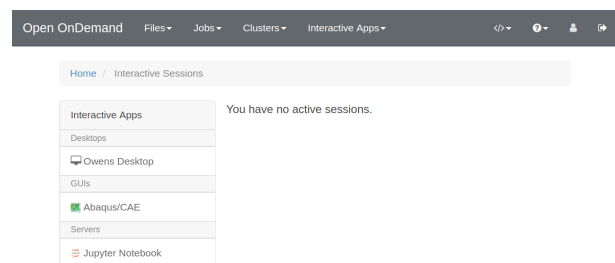 Open OnDemand Files Jobs Clusters Interactive Apps </>
Home / Interactive Sessions
Interactive Apps
You have no active sessions.
Desktops
Owens Desktop
GUIs
Abaqus/CAE
Servers
Jupyter Notebook